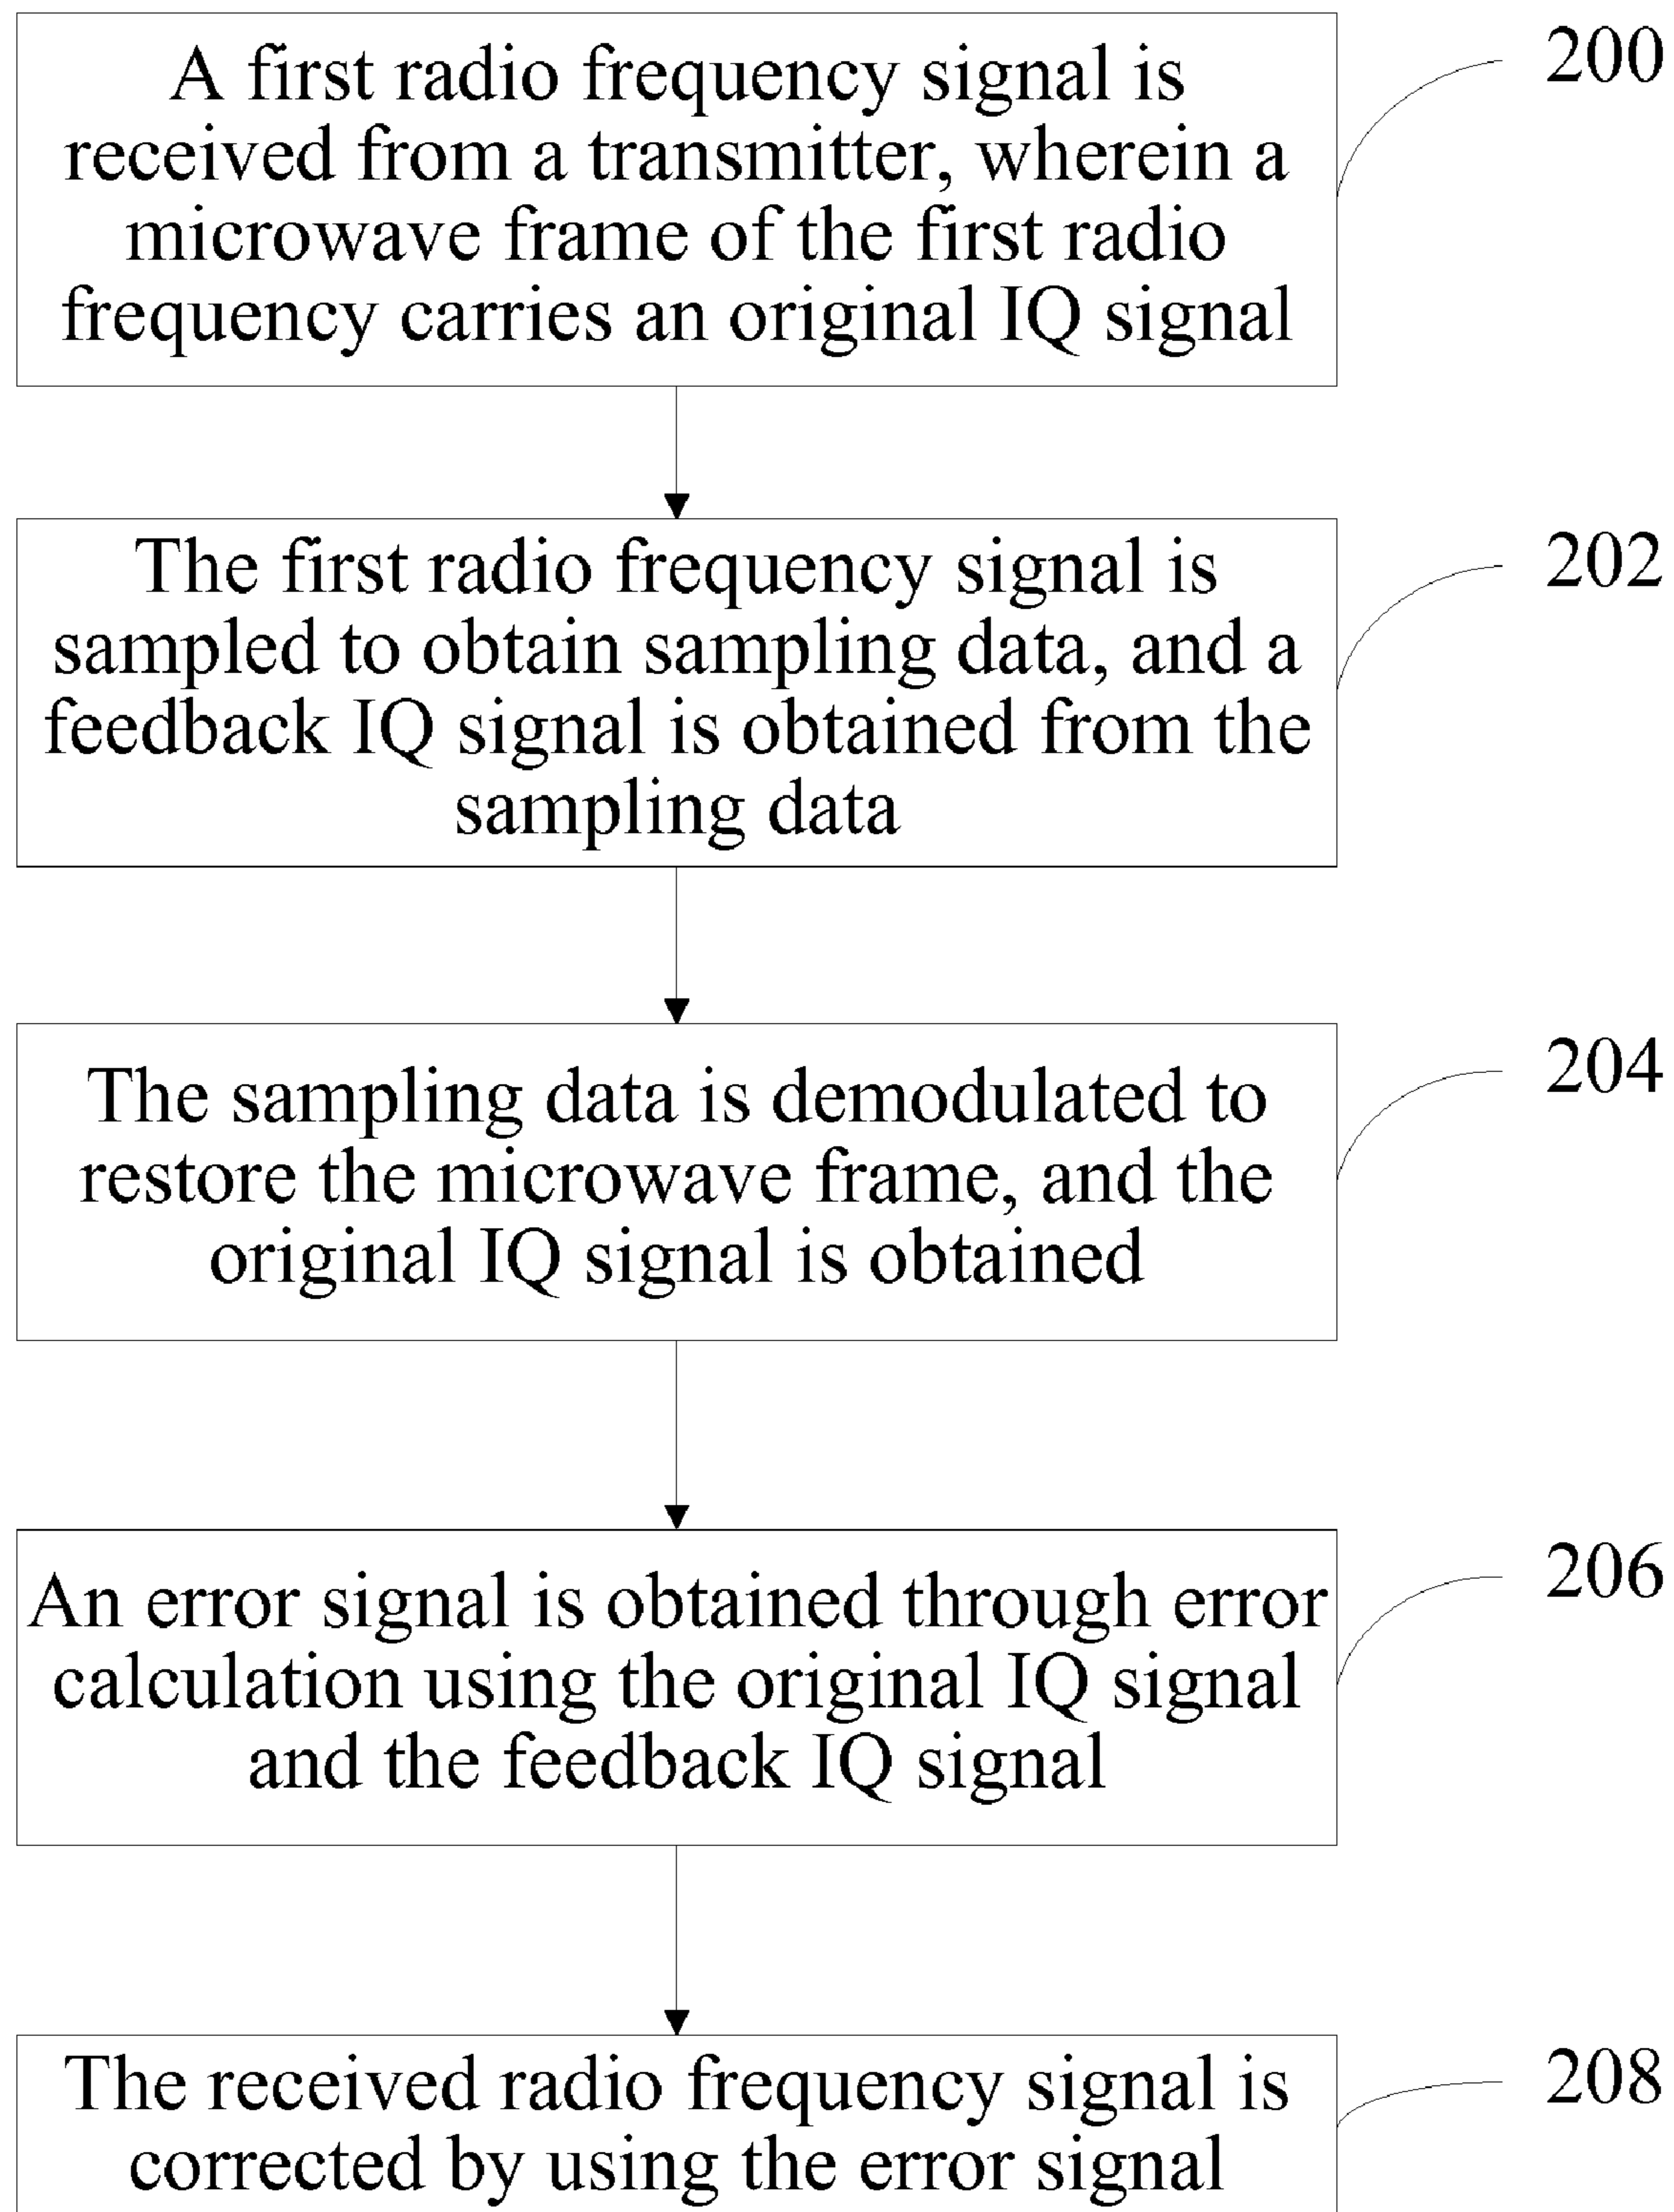 A first radio frequency signal is
received from a transmitter, wherein a
microwave frame of the first radio
frequency carries an original IQ signal
200
The first radio frequency signal is
sampled to obtain sampling data, and a
feedback IQ signal is obtained from the
sampling data
202
The sampling data is demodulated to
restore the microwave frame, and the
original IQ signal is obtained
204
An error signal is obtained through error
calculation using the original IQ signal
and the feedback IQ signal
206
The received radio frequency signal is
corrected by using the error signal
208